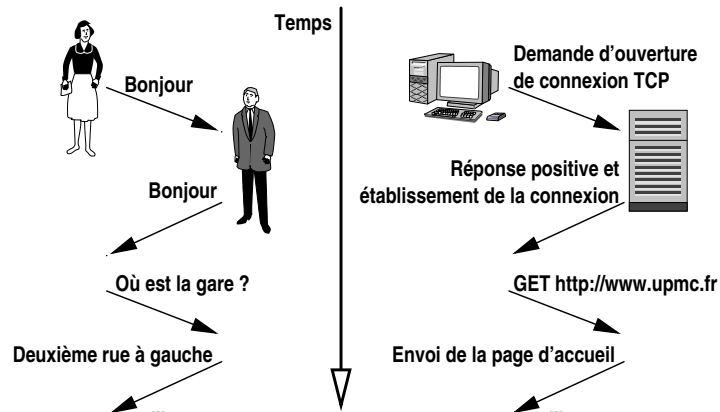 Temps
Bonjour
Bonjour
Où est la gare ?
Deuxième rue à gauche
...
Demande d’ouverture
de connexion TCP
Réponse positive et
établissement de la connexion
GET http://www.upmc.fr
Envoi de la page d’accueil
...